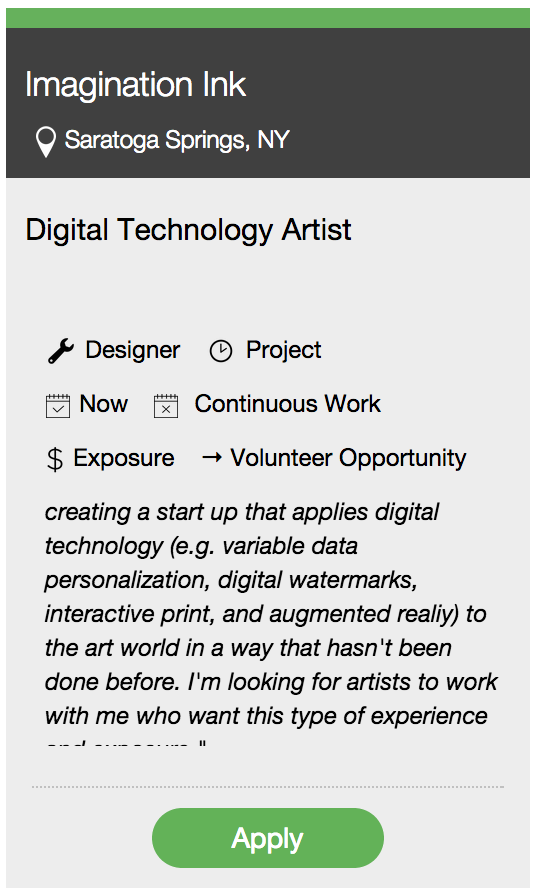 Imagination Ink
Saratoga Springs, NY
Digital Technology Artist
Designer Project
Now Continuous Work
$ Exposure → Volunteer Opportunity
creating a start up that applies digital
technology (e.g. variable data
personalization, digital watermarks,
interactive print, and augmented realiy) to
the art world in a way that hasn't been
done before. I'm looking for artists to work
with me who want this type of experience
and exposure."
Apply